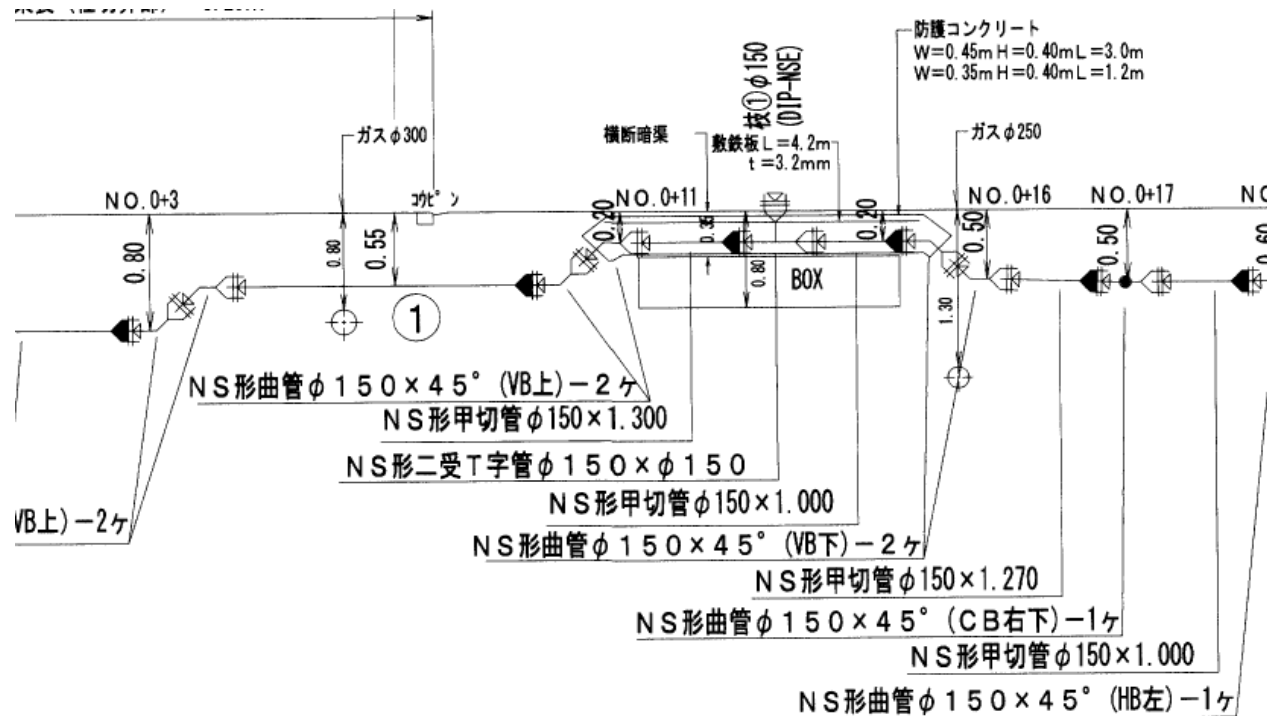 防護コンクリート
W=0.45m H=0.40m L=3.0m
W=0.35m H=0.40m L=1.2m
枝①φ150
(DIP-NSE)
ガスφ300
横断暗渠
敷鉄板L=4.2m
t=3.2mm
ガスφ250
NO.0+3
コウピン
NO.0+11
NO.0+16
NO.0+17
NO
0.80
0.80
0.55
0.20
0.35
0.80
0.20
0.50
0.50
0.60
1.30
BOX
①
NS形曲管φ150×45°(VB上)-2ヶ
NS形甲切管φ150×1.300
NS形二受T字管φ150×φ150
NS形甲切管φ150×1.000
VB上)-2ヶ
NS形曲管φ150×45°(VB下)-2ヶ
NS形甲切管φ150×1.270
NS形曲管φ150×45°(CB右下)-1ヶ
NS形甲切管φ150×1.000
NS形曲管φ150×45°(HB左)-1ヶ